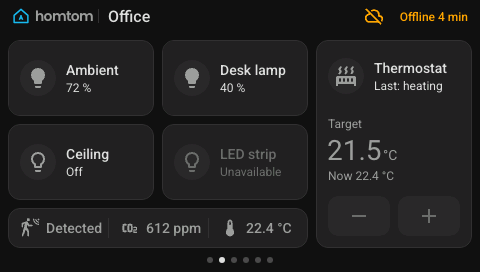 homtom
Office
Offline 4 min
Ambient
72 %
Desk lamp
40 %
Ceiling
Off
LED strip
Unavailable
Detected
CO2
612 ppm
22.4 °C
Thermostat
Last: heating
Target
21.5 °C
Now 22.4 °C
− +